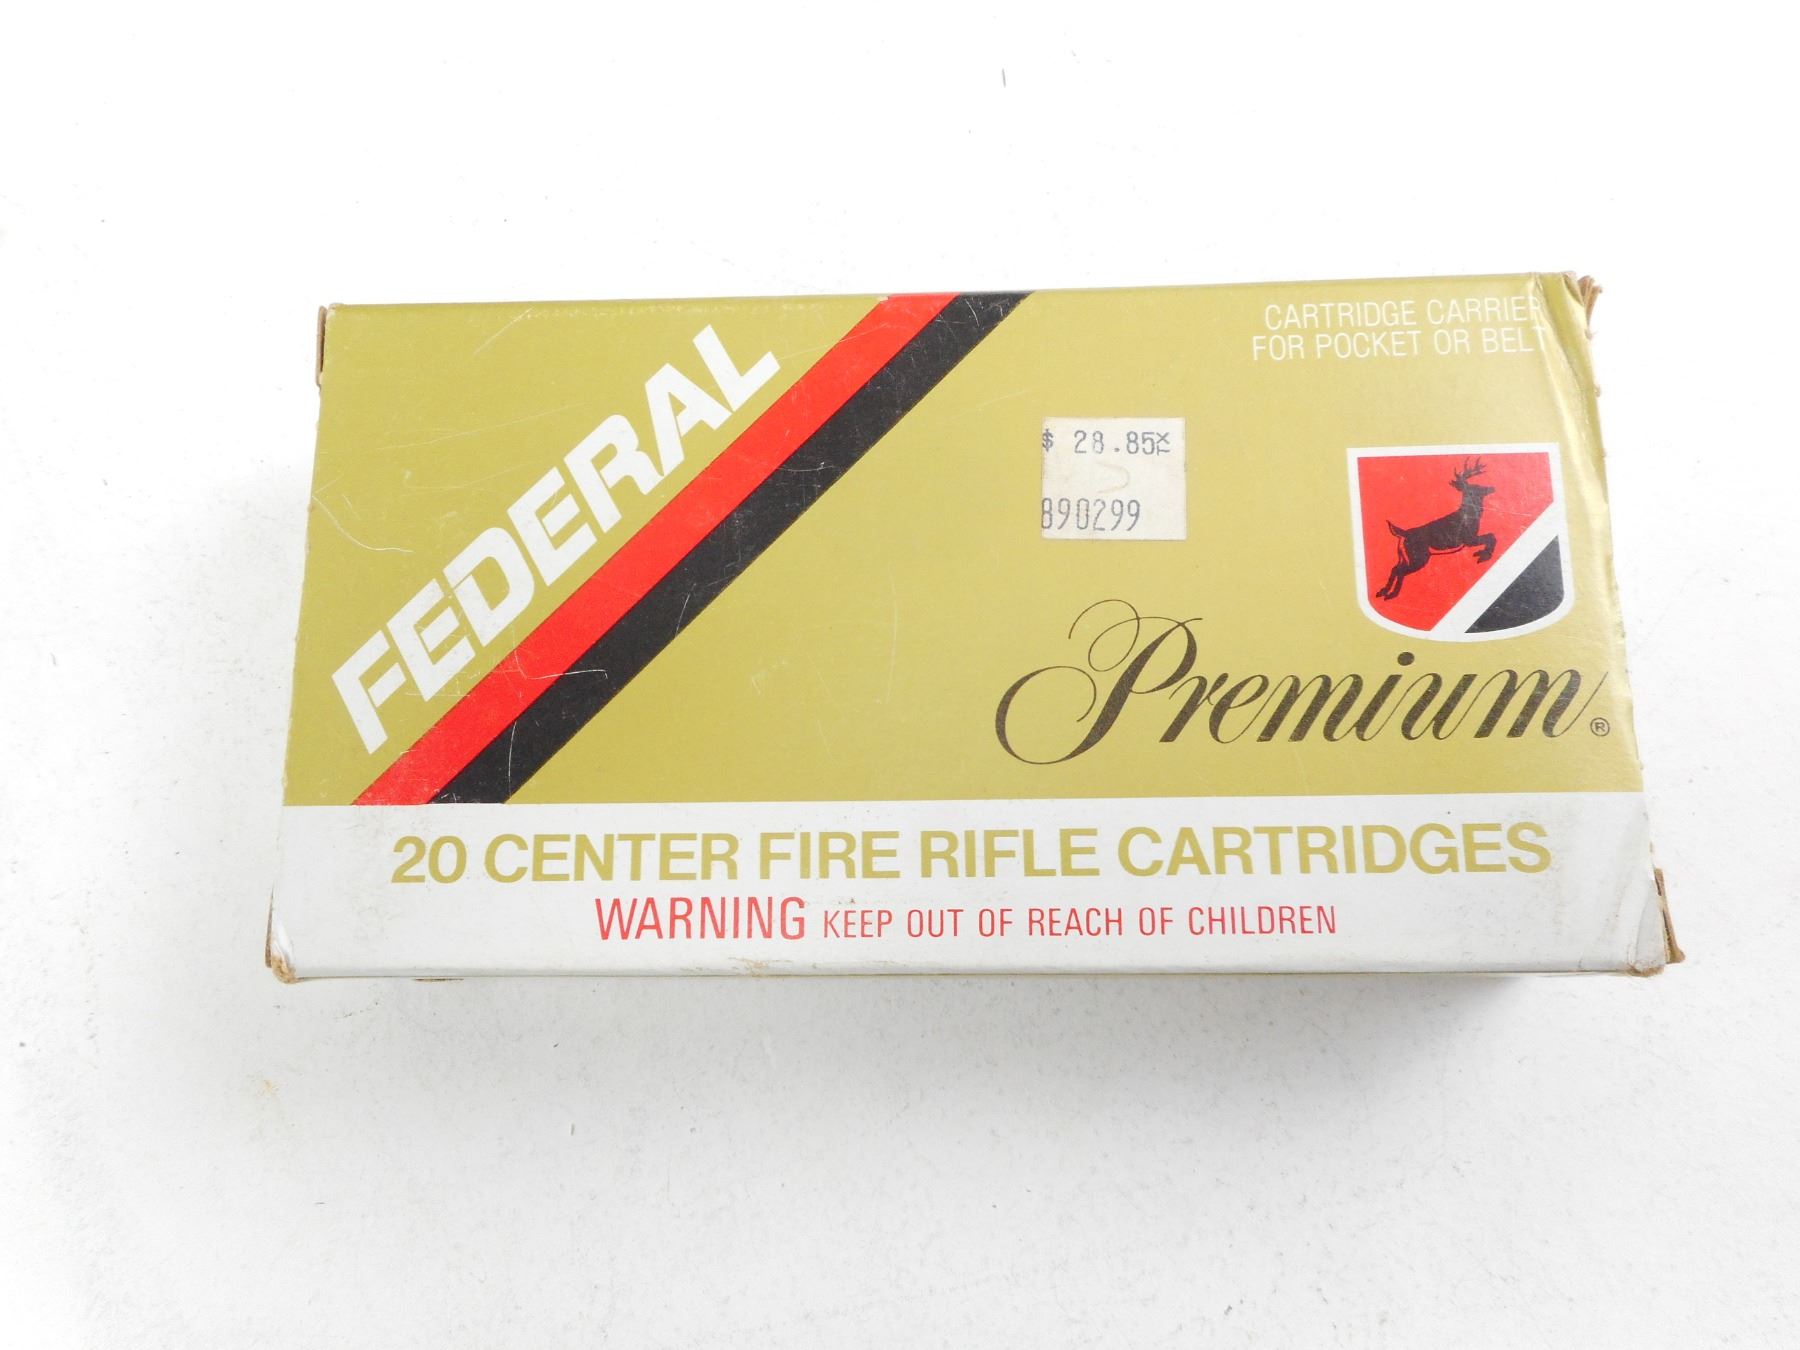 FEDERAL
CARTRIDGE CARRIER
FOR POCKET OR BELT
$ 28.85
890299
Premium®
20 CENTER FIRE RIFLE CARTRIDGES
WARNING KEEP OUT OF REACH OF CHILDREN